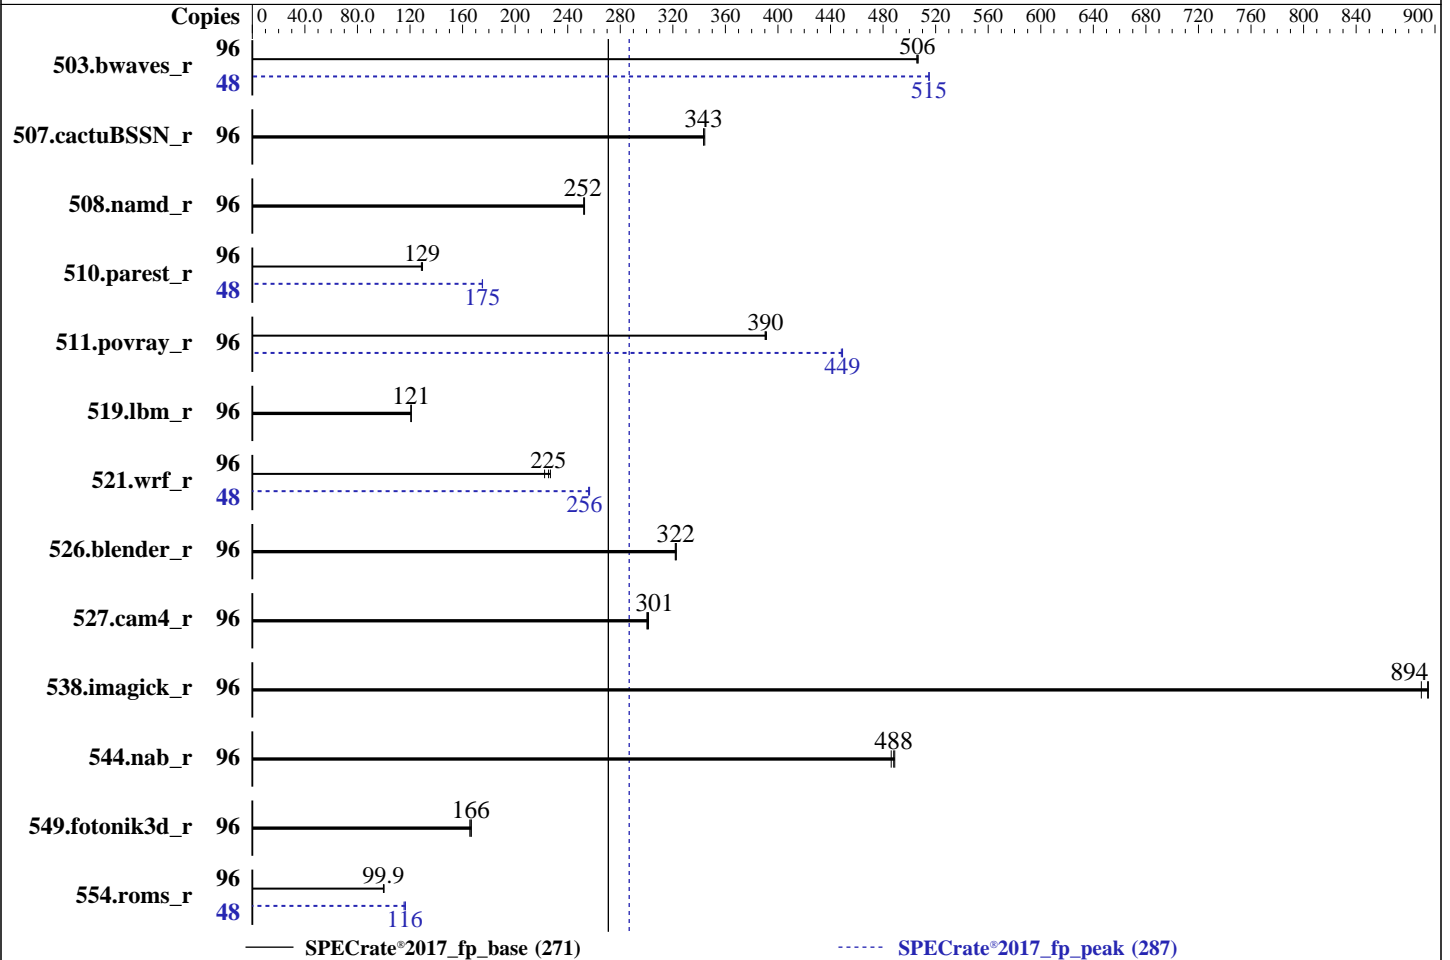 Copies 0 40.0 80.0 120 160 200 240 280 320 360 400 440 480 520 560 600 640 680 720 760 800 840 900
503.bwaves_r 96 506
48 515
507.cactuBSSN_r 96 343
508.namd_r 96 252
510.parest_r 96 129
48 175
511.povray_r 96 390
449
519.lbm_r 96 121
521.wrf_r 96 225
48 256
526.blender_r 96 322
527.cam4_r 96 301
538.imagick_r 96 894
544.nab_r 96 488
549.fotonik3d_r 96 166
554.roms_r 96 99.9
48 116
SPECrate®2017_fp_base (271) SPECrate®2017_fp_peak (287)